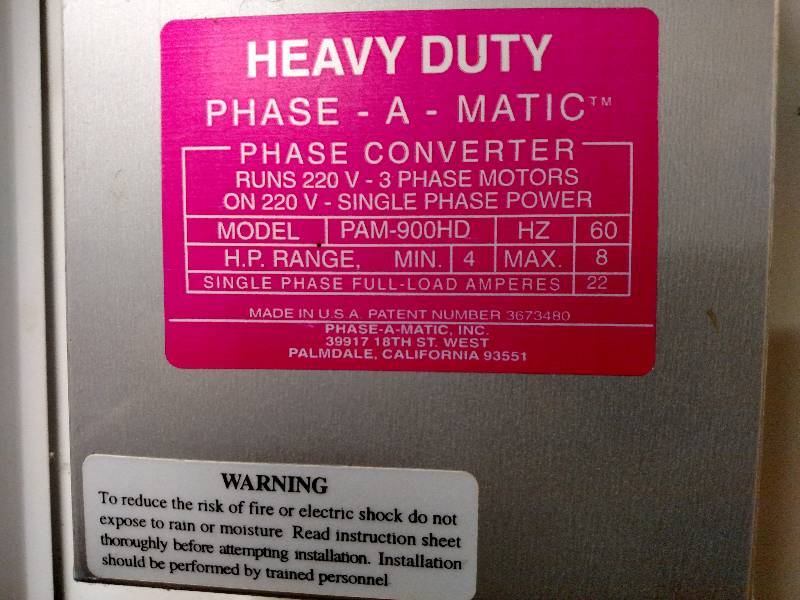 HEAVY DUTY
PHASE - A - MATIC™
PHASE CONVERTER
RUNS 220 V - 3 PHASE MOTORS
ON 220 V - SINGLE PHASE POWER
MODEL PAM-900HD HZ 60
H.P. RANGE, MIN. 4 MAX. 8
SINGLE PHASE FULL-LOAD AMPERES 22
MADE IN U.S.A. PATENT NUMBER 3673480
PHASE-A-MATIC, INC.
39917 18TH ST. WEST
PALMDALE, CALIFORNIA 93551
WARNING
To reduce the risk of fire or electric shock do not
expose to rain or moisture Read instruction sheet
thoroughly before attempting installation. Installation
should be performed by trained personnel